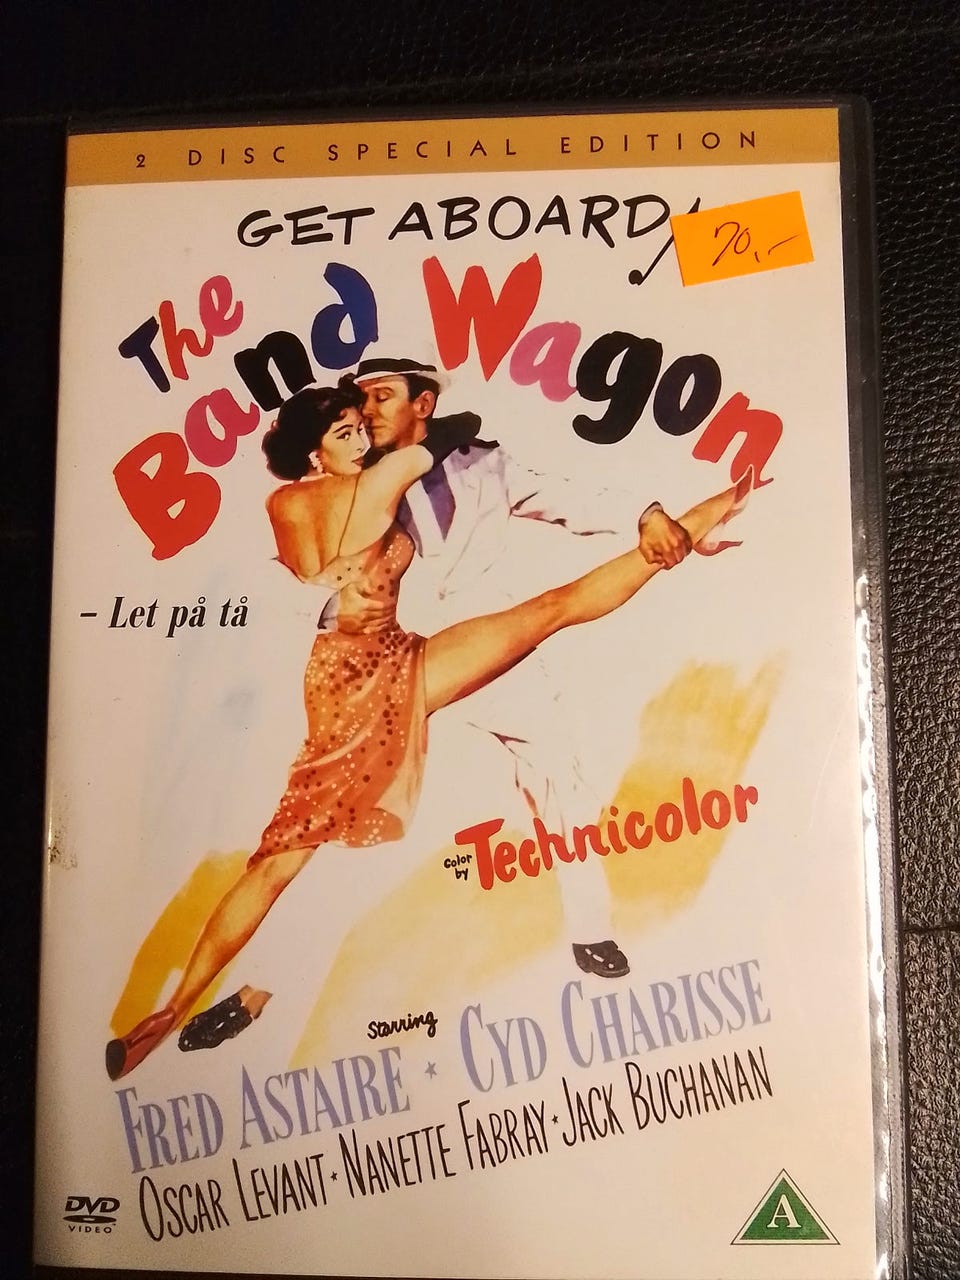 2 DISC SPECIAL EDITION
GET ABOARD!
70,-
The
Band Wagon
- Let på tå
Color by Technicolor
Starring
FRED ASTAIRE * CYD CHARISSE
OSCAR LEVANT * NANETTE FABRAY * JACK BUCHANAN
DVD
VIDEO
A